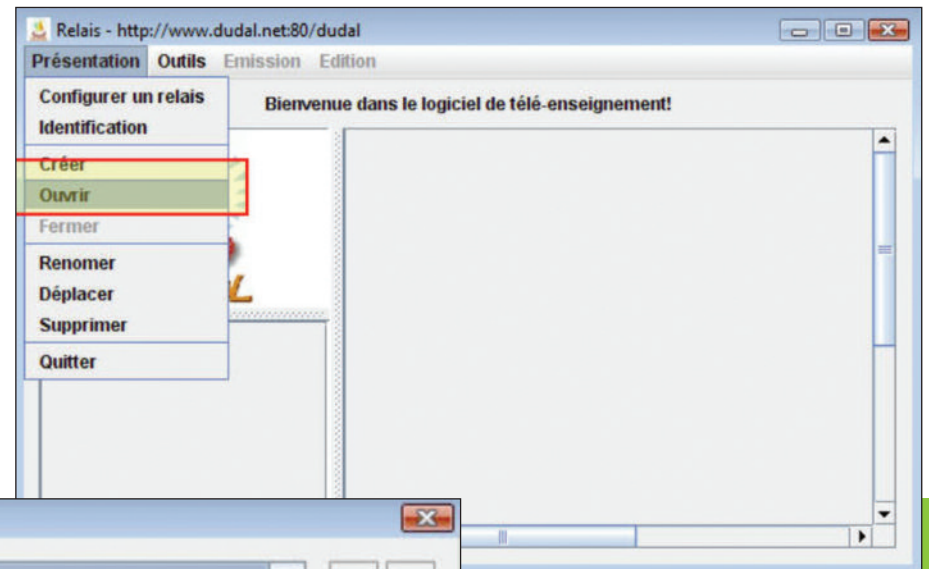 Relais - http://www.dudal.net:80/dudal
Présentation Outils Emission Edition
Configurer un relais
Bienvenue dans le logiciel de télé-enseignement!
Identification
Créer
Ouvrir
Fermer
Renomer
Déplacer
Supprimer
Quitter